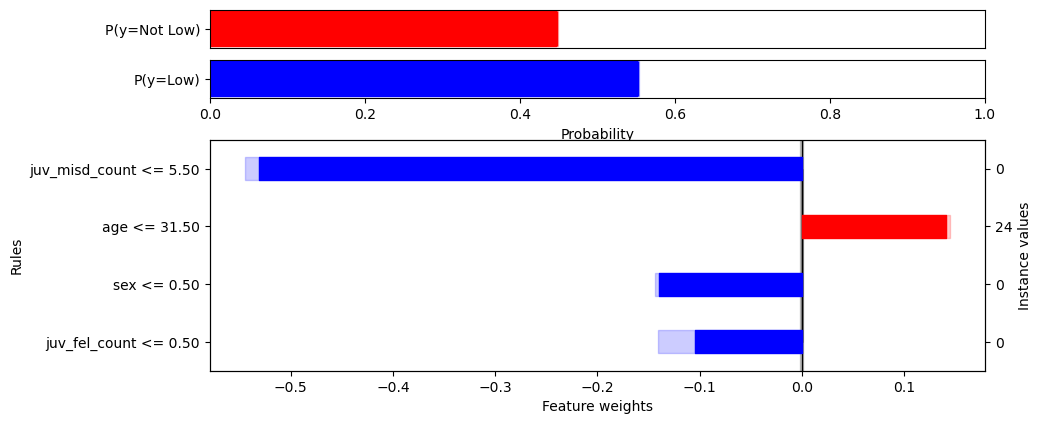 P(y=Not Low)
P(y=Low)
0.0 0.2 0.4 0.6 0.8 1.0
Probability
juv_misd_count <= 5.50 0
age <= 31.50 24
sex <= 0.50 0
juv_fel_count <= 0.50 0
Rules
Instance values
−0.5 −0.4 −0.3 −0.2 −0.1 0.0 0.1
Feature weights